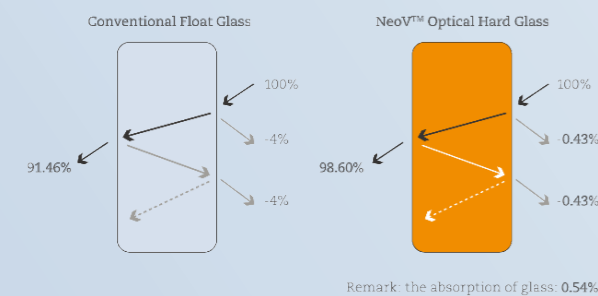 Conventional Float Glass
NeoV™ Optical Hard Glass
100%
-4%
91.46%
-4%
100%
-0.43%
98.60%
-0.43%
Remark: the absorption of glass: 0.54%